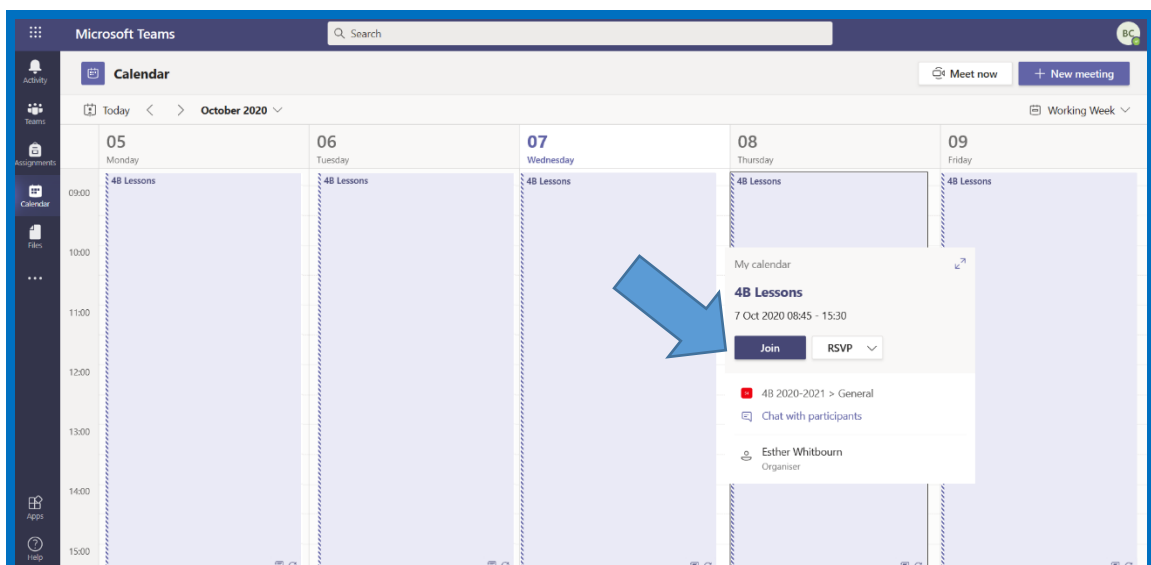 Microsoft Teams
Search
BC
Activity
Calendar
Meet now
+ New meeting
Teams
Today
October 2020
Working Week
Assignments
05
06
07
08
09
Monday
Tuesday
Wednesday
Thursday
Friday
4B Lessons
4B Lessons
4B Lessons
4B Lessons
4B Lessons
09:00
Calendar
Files
10:00
My calendar
4B Lessons
11:00
7 Oct 2020 08:45 - 15:30
Join
RSVP
12:00
4B 2020-2021 > General
Chat with participants
13:00
Esther Whitbourn
Organiser
14:00
Apps
Help
15:00